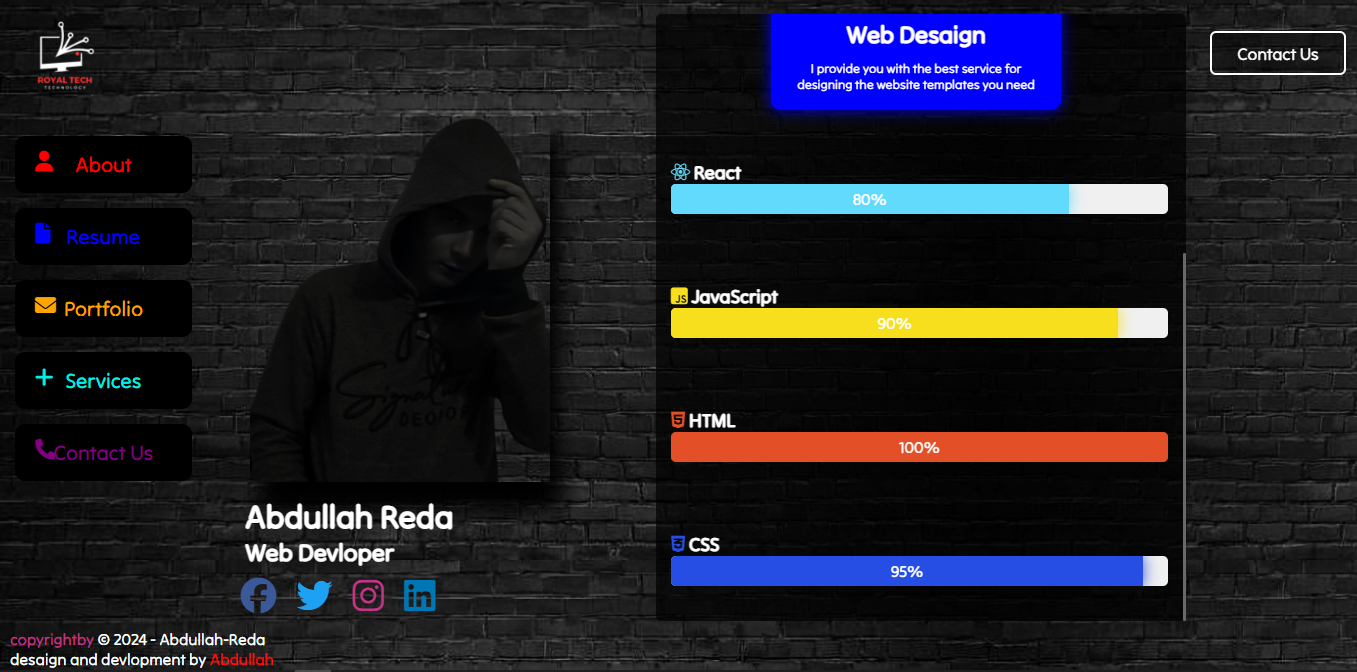 ROYAL TECH
TECHNOLOGY
About
Resume
Portfolio
Services
Contact Us
Abdullah Reda
Web Devloper
copyrightby © 2024 - Abdullah-Reda
desaign and devlopment by Abdullah
Web Desaign
I provide you with the best service for
designing the website templates you need
React
80%
JS JavaScript
90%
HTML
100%
CSS
95%
Contact Us